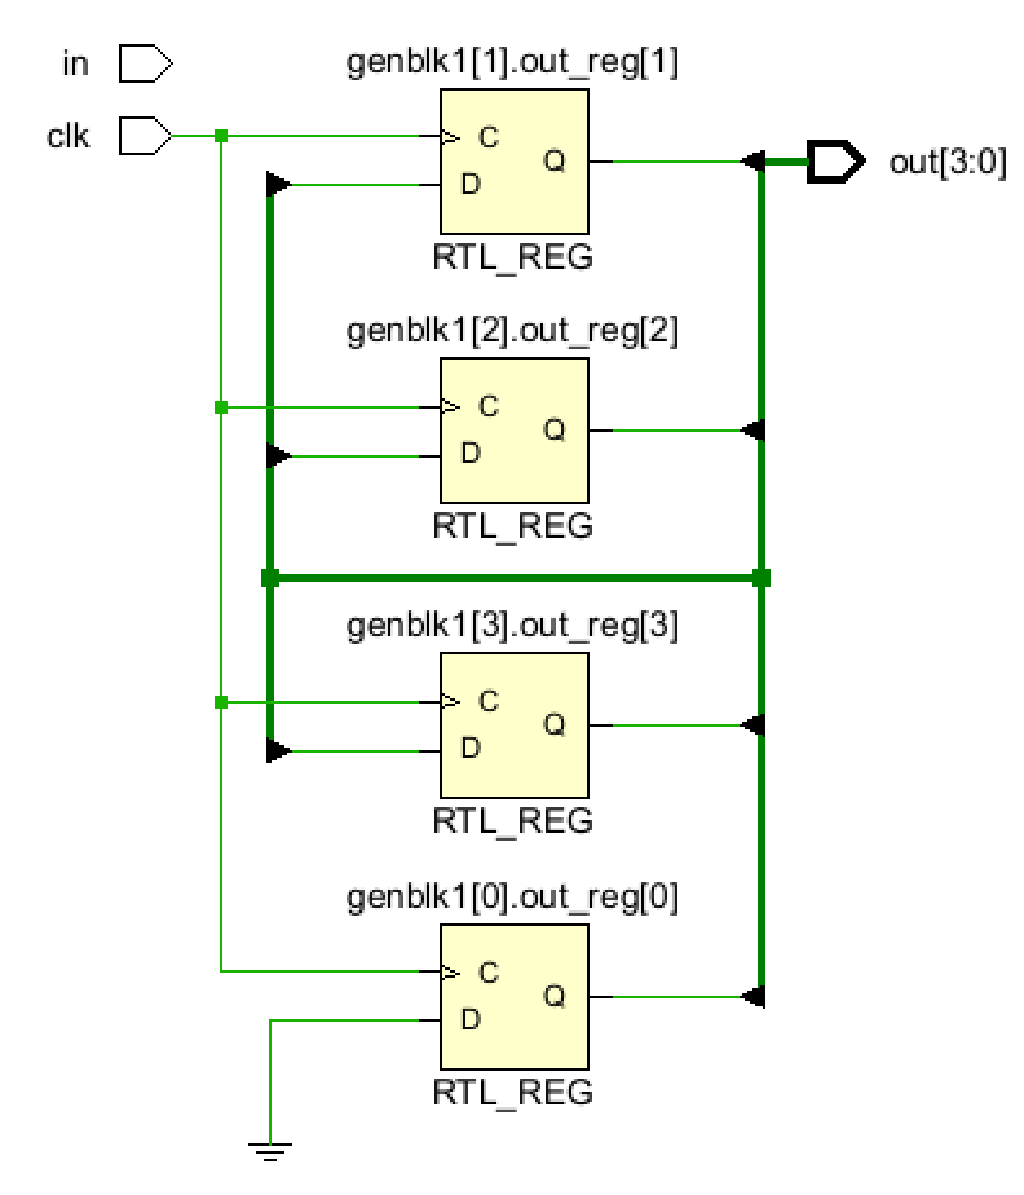 in
clk
genblk1[1].out_reg[1]
C
D
Q
RTL_REG
out[3:0]
genblk1[2].out_reg[2]
C
D
Q
RTL_REG
genblk1[3].out_reg[3]
C
D
Q
RTL_REG
genblk1[0].out_reg[0]
C
D
Q
RTL_REG